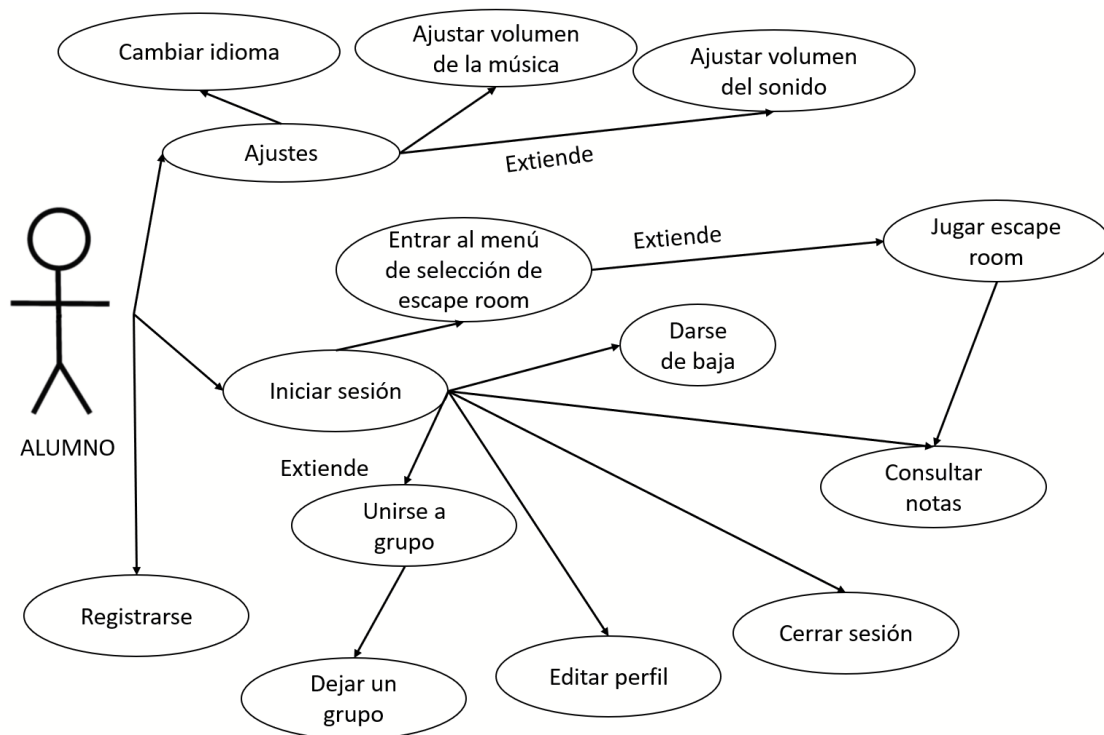 Cambiar idioma
Ajustar volumen
de la música
Ajustar volumen
del sonido
Ajustes
Extiende
Entrar al menú
de selección de
escape room
Extiende
Jugar escape
room
Darse
de baja
Iniciar sesión
ALUMNO
Extiende
Consultar
notas
Unirse a
grupo
Registrarse
Cerrar sesión
Editar perfil
Dejar un
grupo